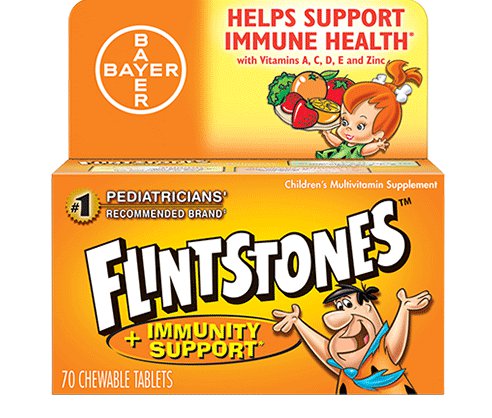 BAYER
BAYER
HELPS SUPPORT
IMMUNE HEALTH*
with Vitamins A, C, D, E and Zinc
Children's Multivitamin Supplement
#1 PEDIATRICIANS'
RECOMMENDED BRAND
FLINTSTONES™
+ IMMUNITY
SUPPORT*
70 CHEWABLE TABLETS